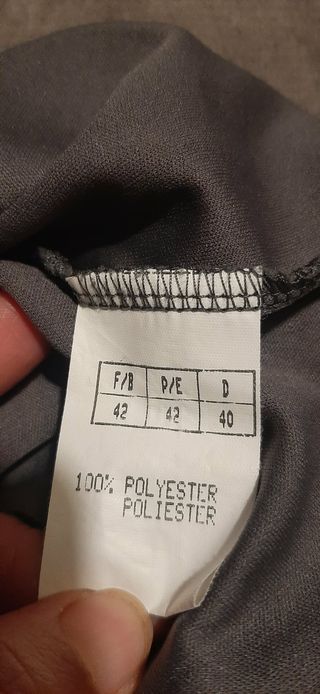 F/B P/E D
42 42 40
100% POLYESTER
POLIESTER